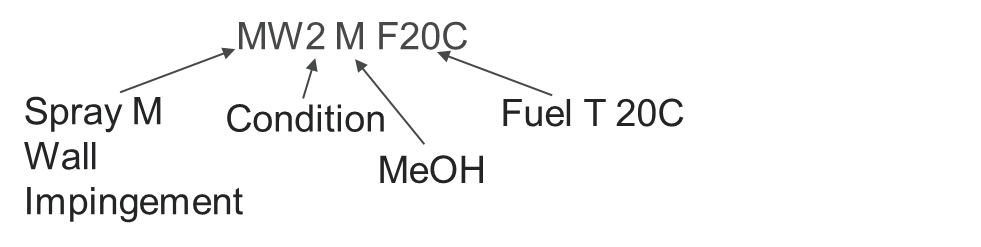 MW2 M F20C
Spray M
Wall
Impingement
Condition
MeOH
Fuel T 20C